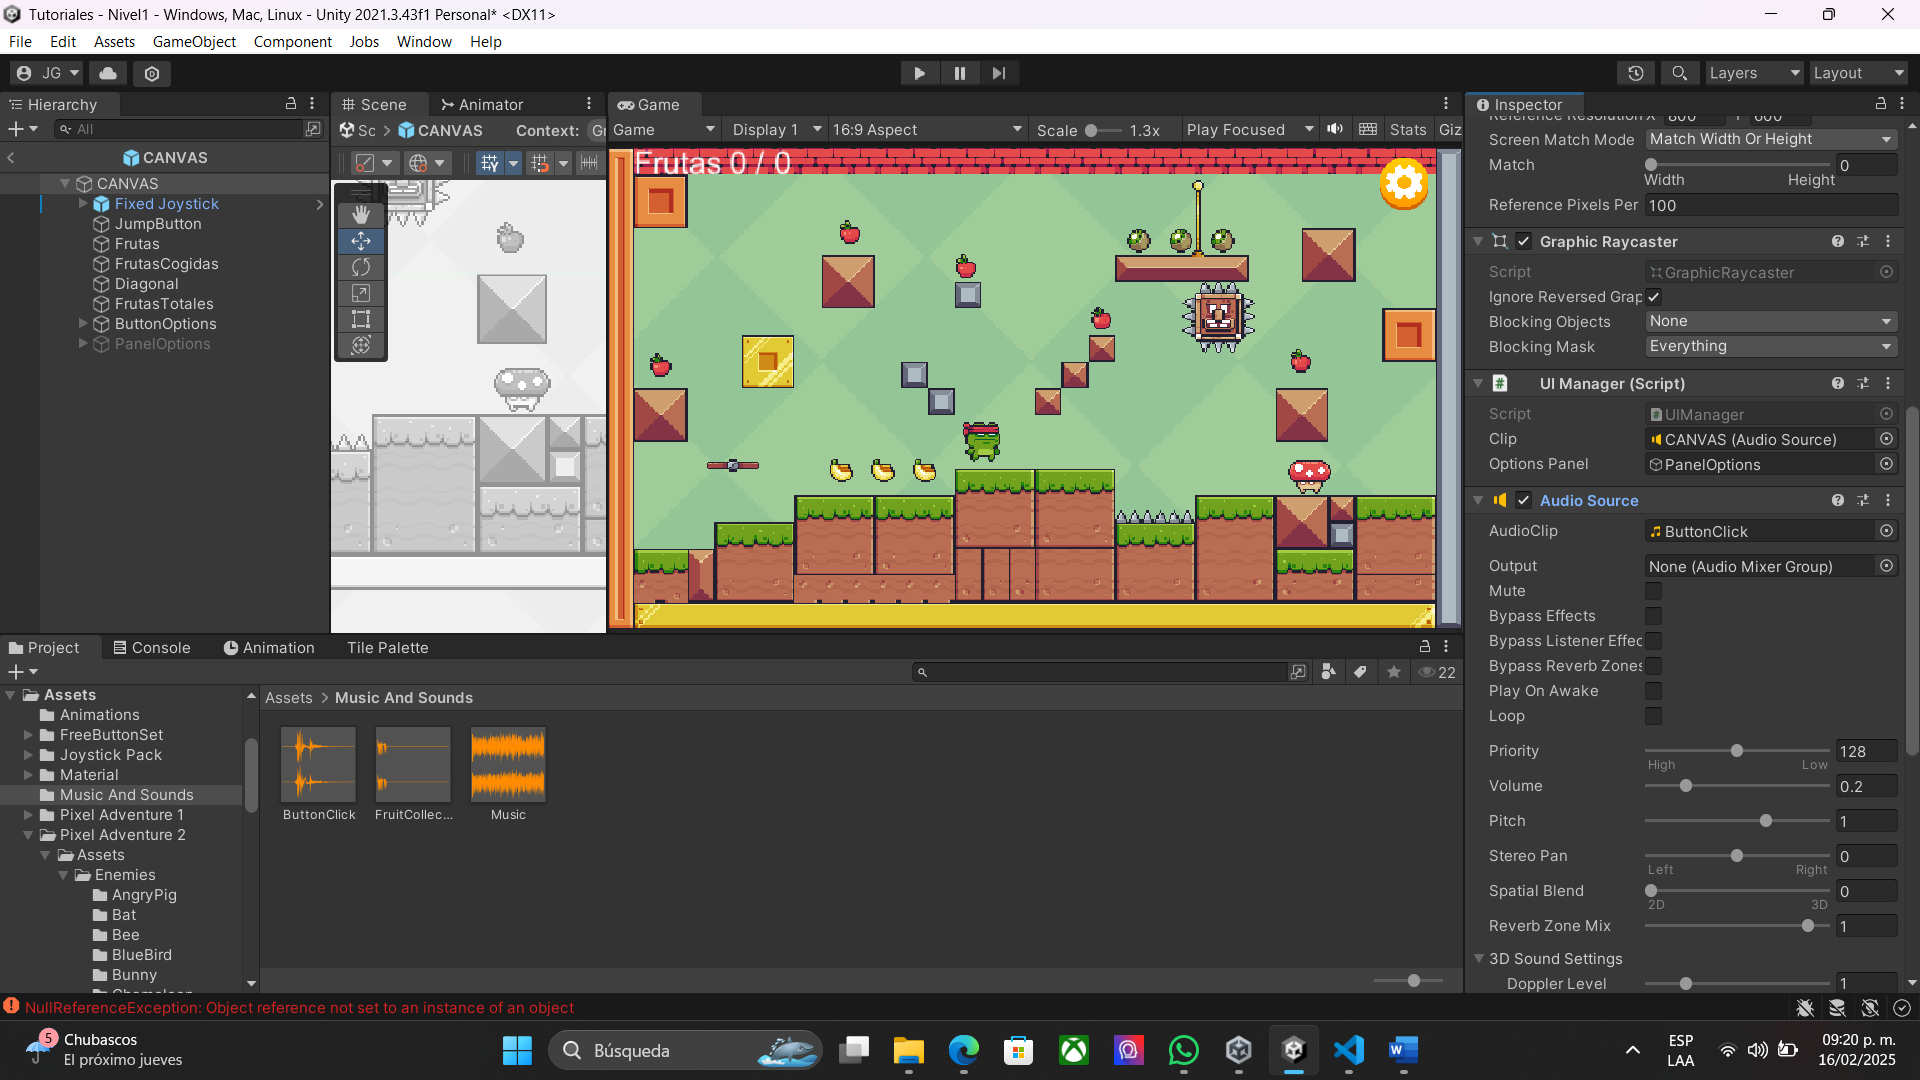 Tutoriales - Nivel1 - Windows, Mac, Linux - Unity 2021.3.43f1 Personal* <DX11>
File Edit Assets GameObject Component Jobs Window Help
JG
Layers Layout
Hierarchy
All
CANVAS
CANVAS
Fixed Joystick
JumpButton
Frutas
FrutasCogidas
Diagonal
FrutasTotales
ButtonOptions
PanelOptions
Scene Animator
Sc CANVAS Context: Gr
Game
Game Display 1 16:9 Aspect Scale 1.3x Play Focused Stats Giz
Frutas 0 / 0
Inspector
Reference Resolution X 800 Y 600
Screen Match Mode Match Width Or Height
Match 0
Width Height
Reference Pixels Per 100
Graphic Raycaster
Script GraphicRaycaster
Ignore Reversed Grap
Blocking Objects None
Blocking Mask Everything
UI Manager (Script)
Script UIManager
Clip CANVAS (Audio Source)
Options Panel PanelOptions
Audio Source
AudioClip ButtonClick
Output None (Audio Mixer Group)
Mute
Bypass Effects
Bypass Listener Effec
Bypass Reverb Zones
Play On Awake
Loop
Priority 128
High Low
Volume 0.2
Pitch 1
Stereo Pan 0
Left Right
Spatial Blend 0
2D 3D
Reverb Zone Mix 1
3D Sound Settings
Doppler Level 1
Project Console Animation Tile Palette
22
Assets
Animations
FreeButtonSet
Joystick Pack
Material
Music And Sounds
Pixel Adventure 1
Pixel Adventure 2
Assets
Enemies
AngryPig
Bat
Bee
BlueBird
Bunny
Assets > Music And Sounds
ButtonClick FruitCollec... Music
NullReferenceException: Object reference not set to an instance of an object
5
Chubascos
El próximo jueves
Búsqueda
ESP
LAA
09:20 p. m.
16/02/2025